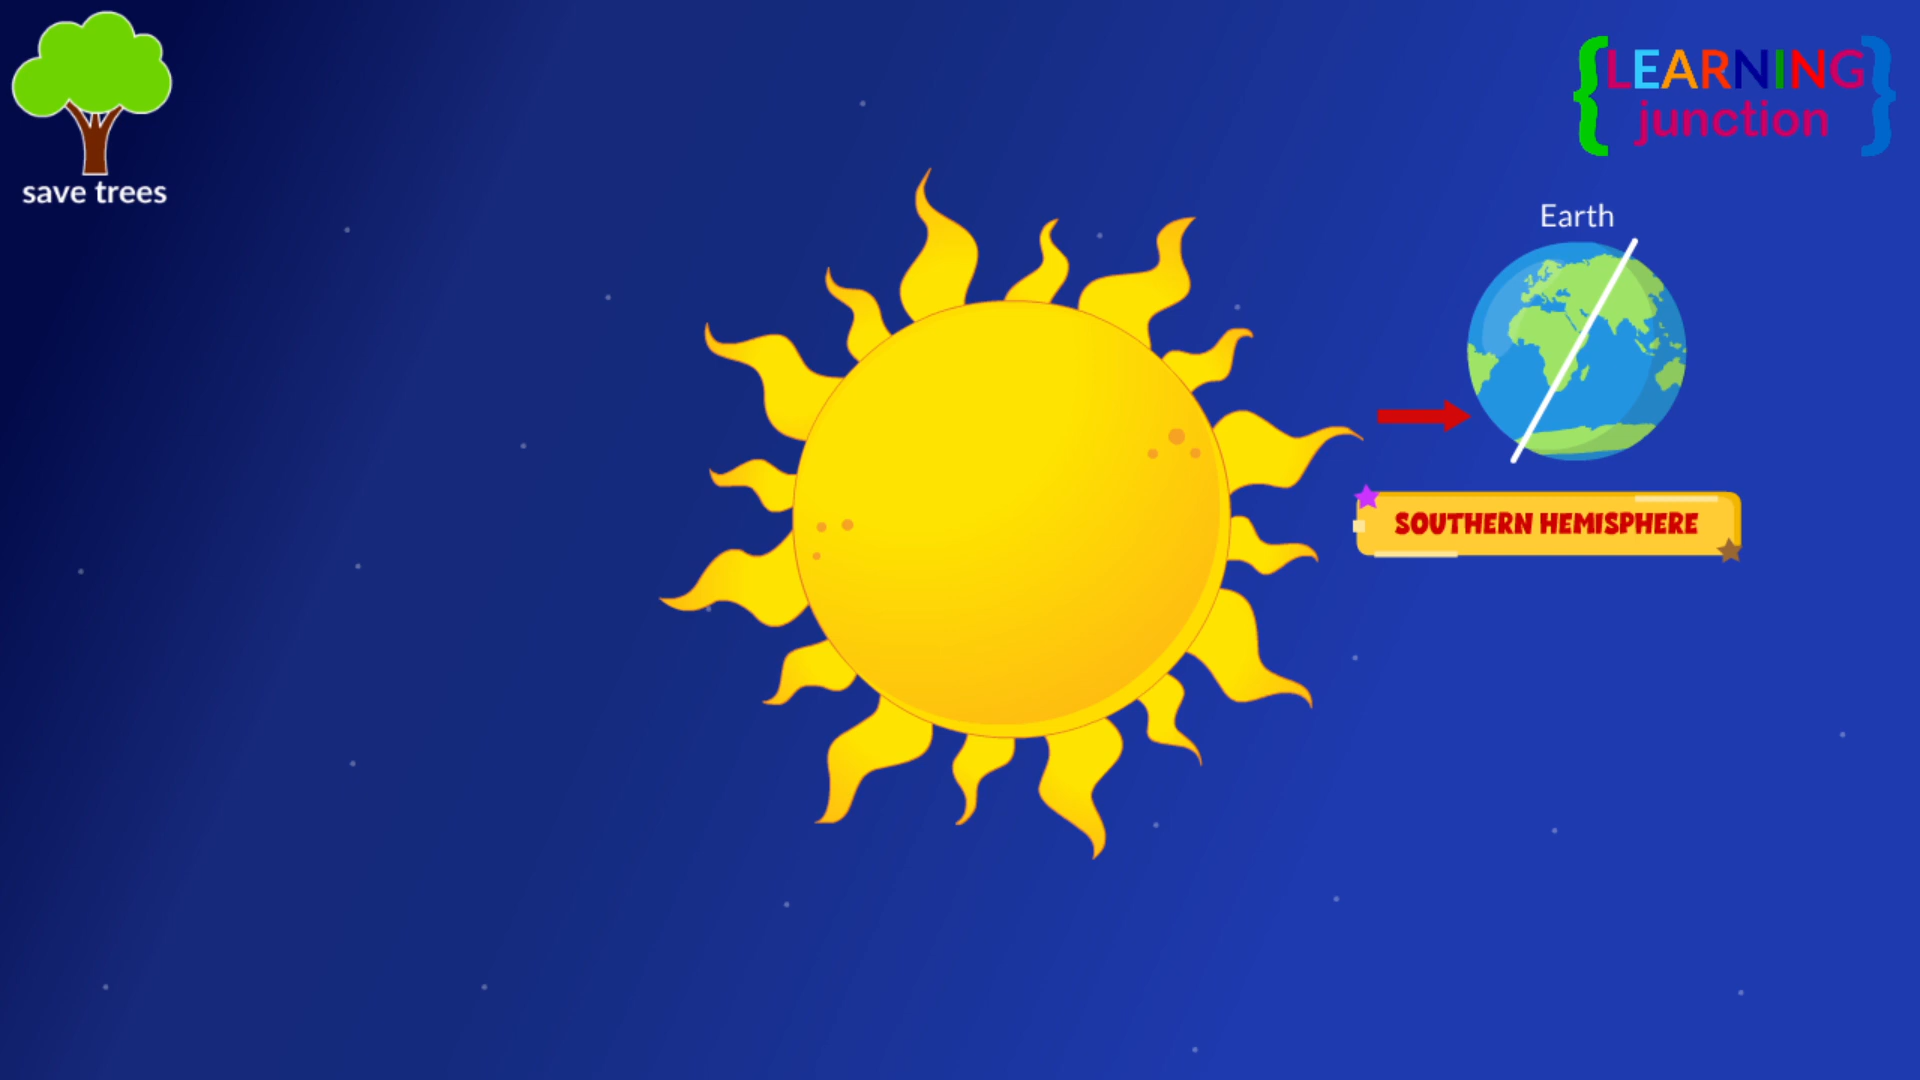 save trees
{LEARNING}
junction
Earth
SOUTHERN HEMISPHERE